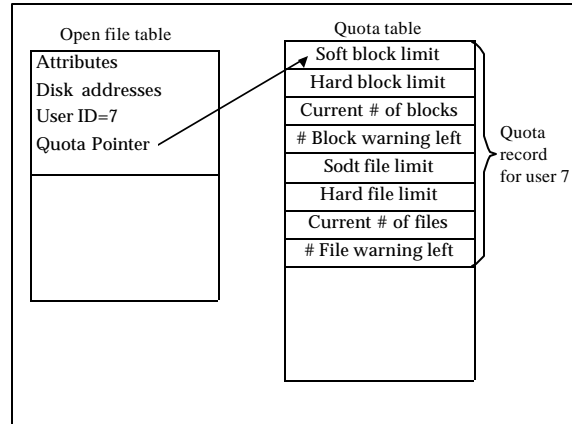 Open file table
Attributes
Disk addresses
User ID=7
Quota Pointer
Quota table
Soft block limit
Hard block limit
Current # of blocks
# Block warning left
Sodt file limit
Hard file limit
Current # of files
# File warning left
Quota
record
for user 7